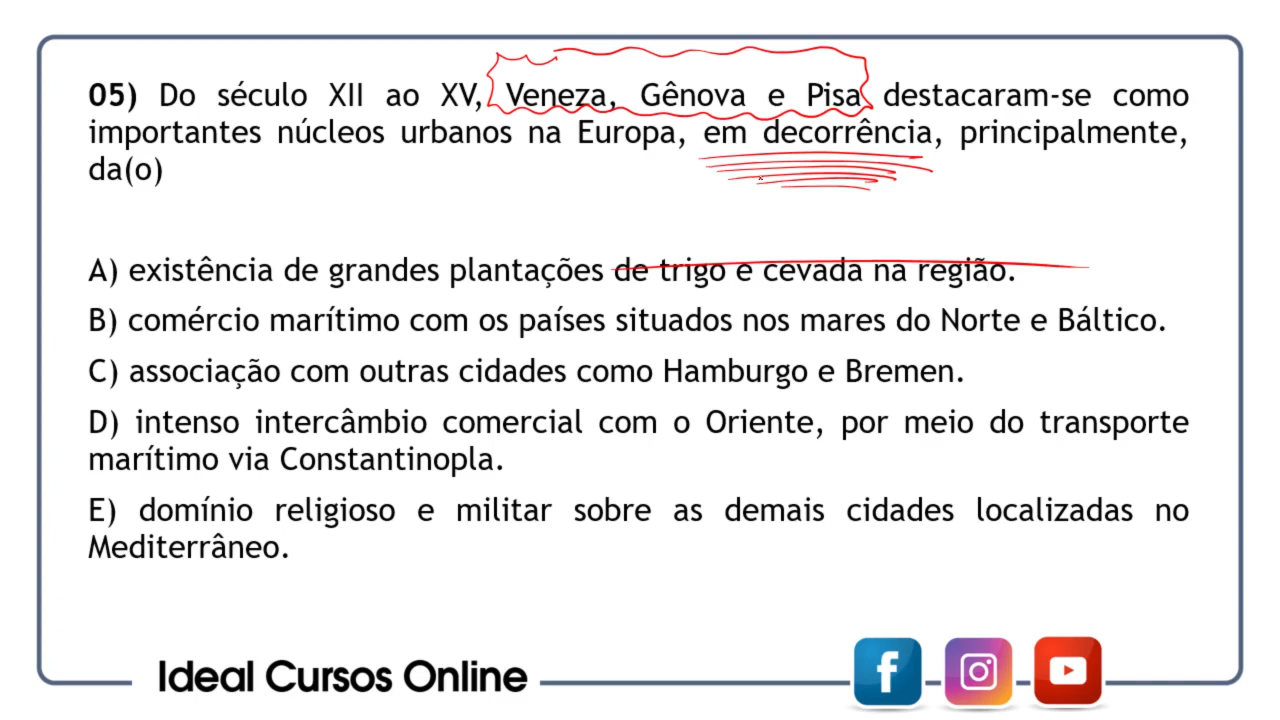 05) Do século XII ao XV, Veneza, Gênova e Pisa destacaram-se como
importantes núcleos urbanos na Europa, em decorrência, principalmente,
da(o)
A) existência de grandes plantações de trigo e cevada na região.
B) comércio marítimo com os países situados nos mares do Norte e Báltico.
C) associação com outras cidades como Hamburgo e Bremen.
D) intenso intercâmbio comercial com o Oriente, por meio do transporte
marítimo via Constantinopla.
E) domínio religioso e militar sobre as demais cidades localizadas no
Mediterrâneo.
Ideal Cursos Online